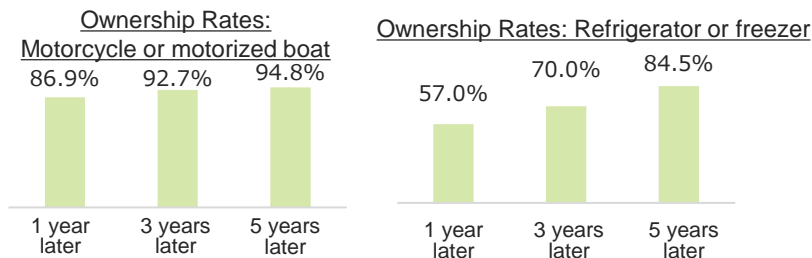 Ownership Rates:
Motorcycle or motorized boat
86.9%
92.7%
94.8%
1 year
later
3 years
later
5 years
later
Ownership Rates: Refrigerator or freezer
57.0%
70.0%
84.5%
1 year
later
3 years
later
5 years
later